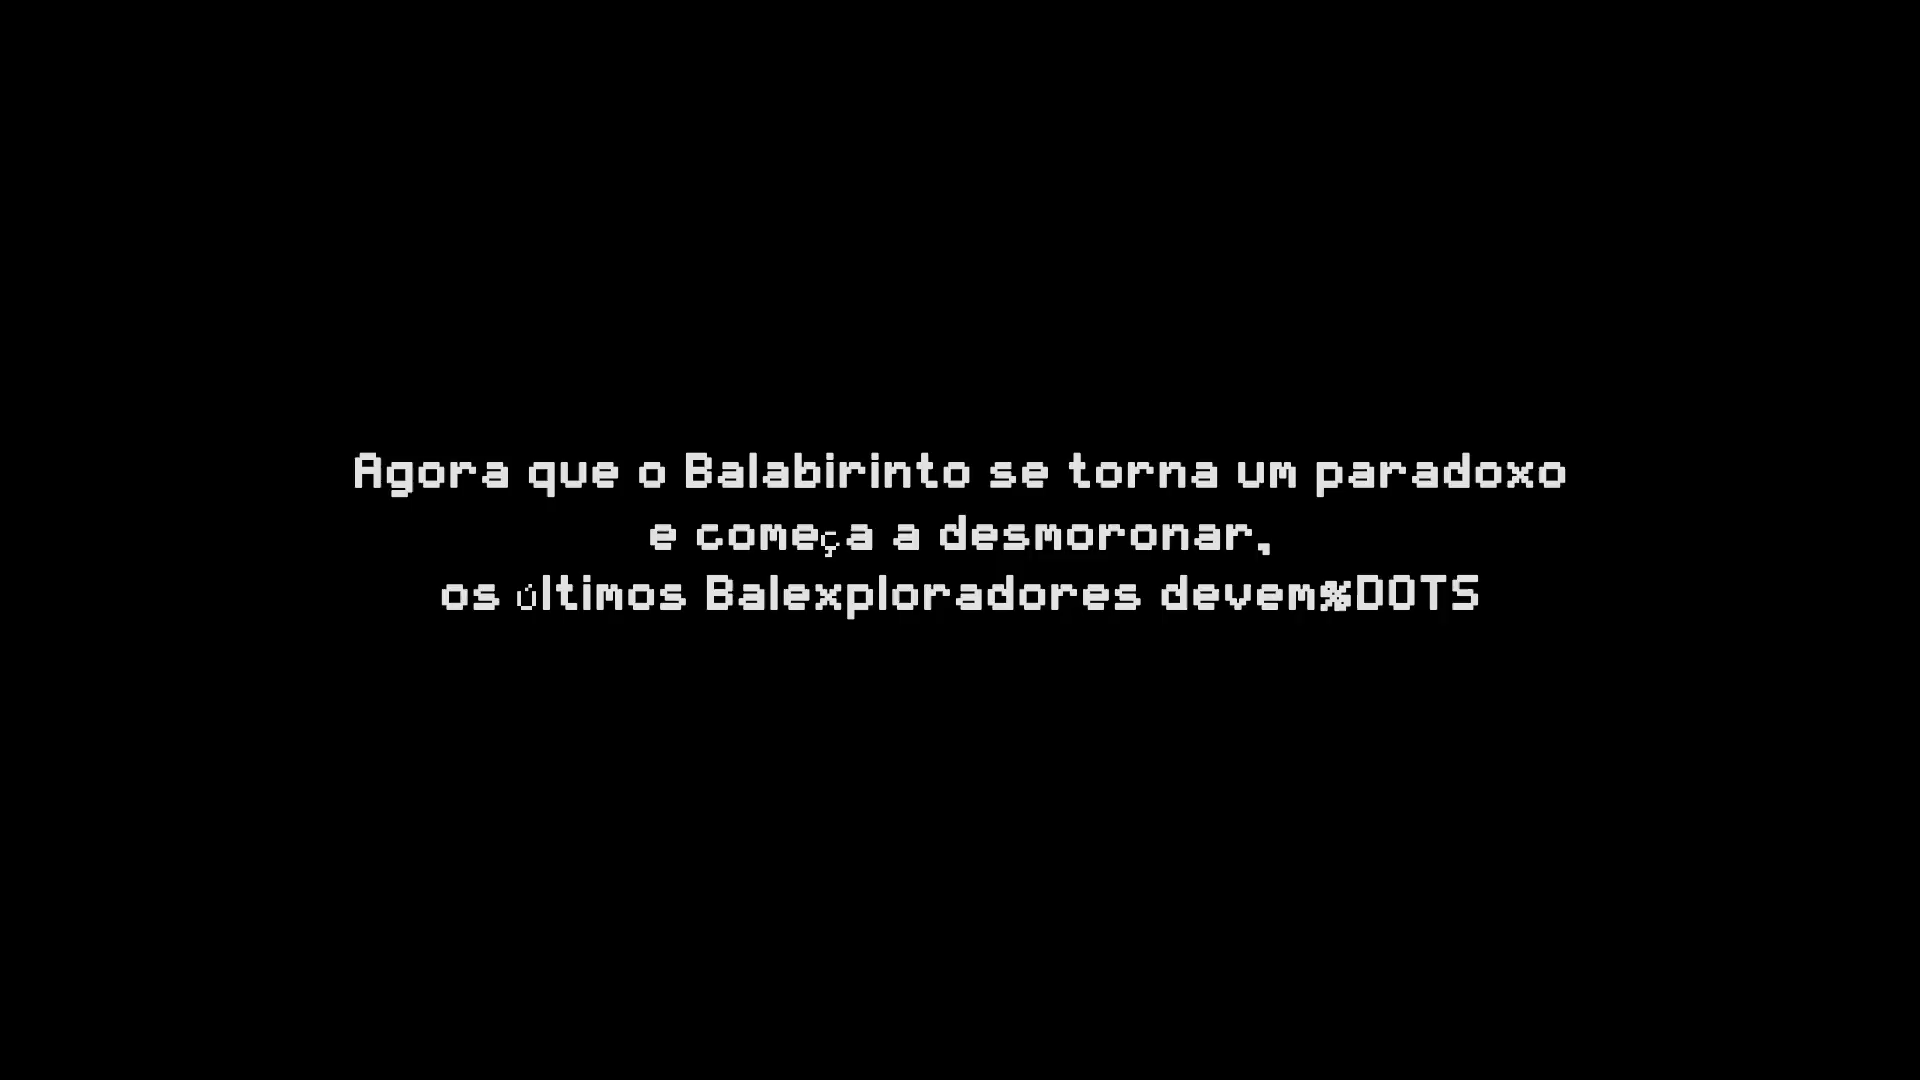 Agora que o Balabirinto se torna um paradoxo
e começa a desmoronar,
os últimos Balexploradores devem%DOTS